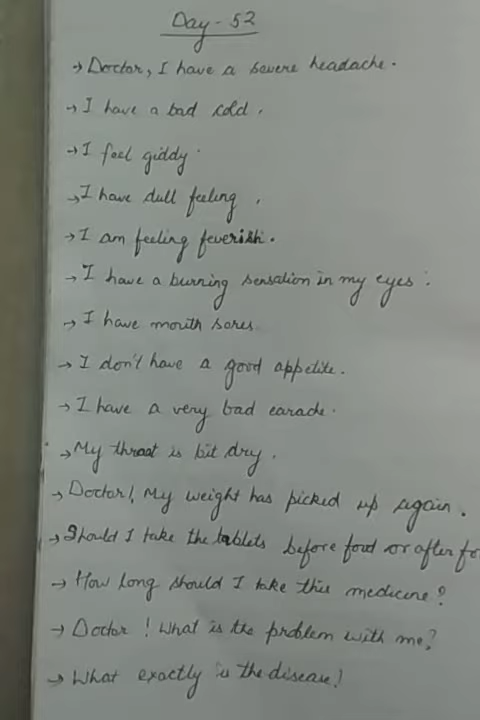 Day - 52
→ Doctor, I have a severe headache.
→ I have a bad cold.
→ I feel giddy.
→ I have dull feeling.
→ I am feeling feverish.
→ I have a burning sensation in my eyes.
→ I have mouth sores.
→ I don't have a good appetite.
→ I have a very bad earache.
→ My throat is bit dry.
→ Doctor! My weight has picked up again.
→ Should I take the tablets before food or after fo
→ How long should I take this medicine?
→ Doctor! What is the problem with me?
→ What exactly is the disease!